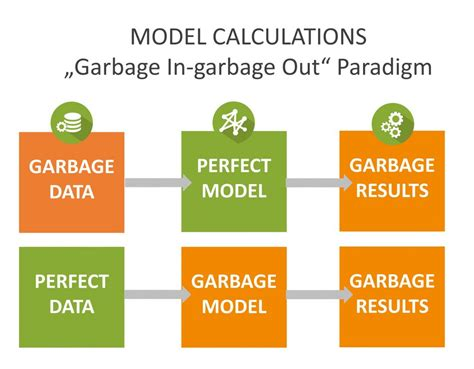 MODEL CALCULATIONS
„Garbage In-garbage Out“ Paradigm
GARBAGE
DATA
PERFECT
MODEL
GARBAGE
RESULTS
PERFECT
DATA
GARBAGE
MODEL
GARBAGE
RESULTS